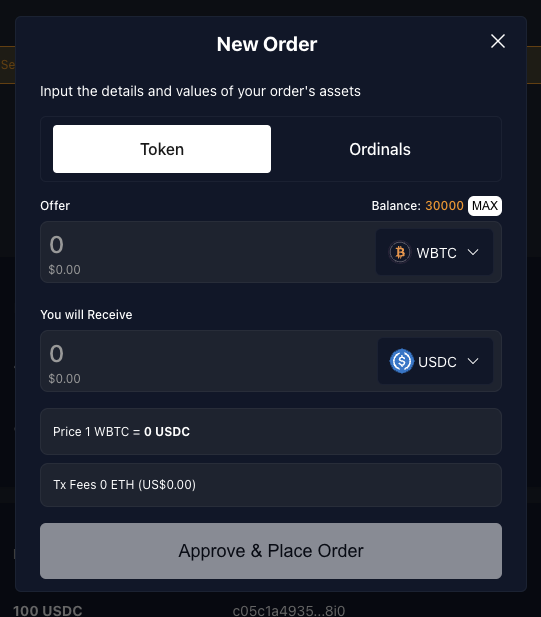 New Order
Se
Input the details and values of your order's assets
Token Ordinals
Offer Balance: 30000 MAX
0
WBTC
$0.00
You will Receive
0
USDC
$0.00
Price 1 WBTC = 0 USDC
Tx Fees 0 ETH (US$0.00)
Approve & Place Order
100 USDC c05c1a4935...8i0